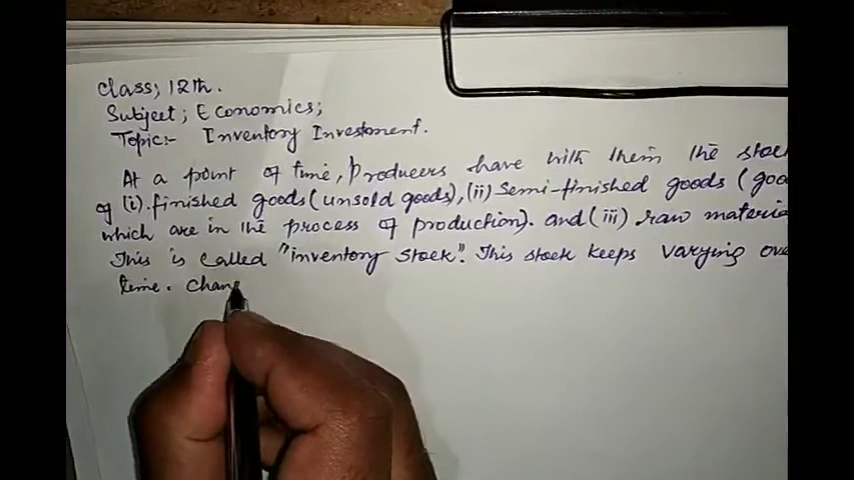 Class; 12th.
Subject; Economics;
Topic:- Inventory Investment.
At a point of time, Producers have with them the stock
of (i). finished goods (unsold goods), (ii) Semi-finished goods (goo
which are in the process of production). and (iii) raw materia
This is called "inventory stock". This stock keeps varying ove
time. Chan